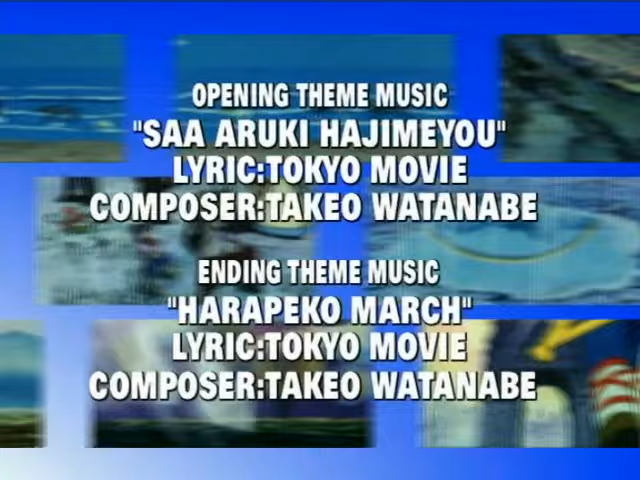 OPENING THEME MUSIC
"SAA ARUKI HAJIMEYOU"
LYRIC:TOKYO MOVIE
COMPOSER:TAKEO WATANABE
ENDING THEME MUSIC
"HARAPEKO MARCH"
LYRIC:TOKYO MOVIE
COMPOSER:TAKEO WATANABE